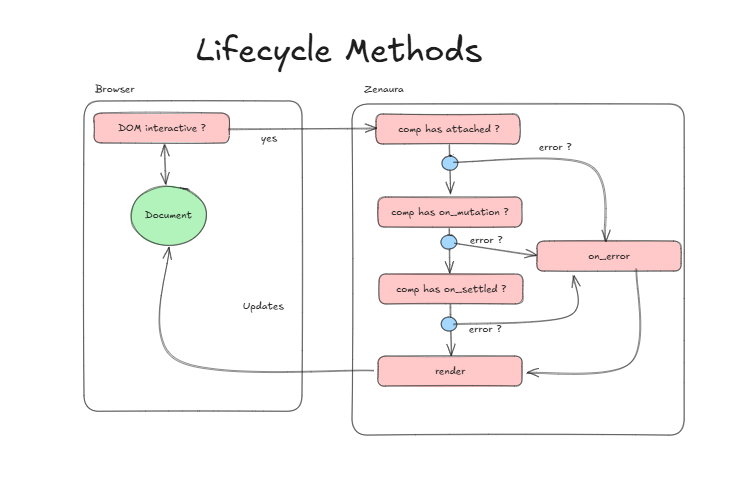 Lifecycle Methods
Browser
Zenaura
DOM interactive ?
yes
comp has attached ?
error ?
Document
comp has on_mutation ?
error ?
on_error
comp has on_settled ?
Updates
error ?
render